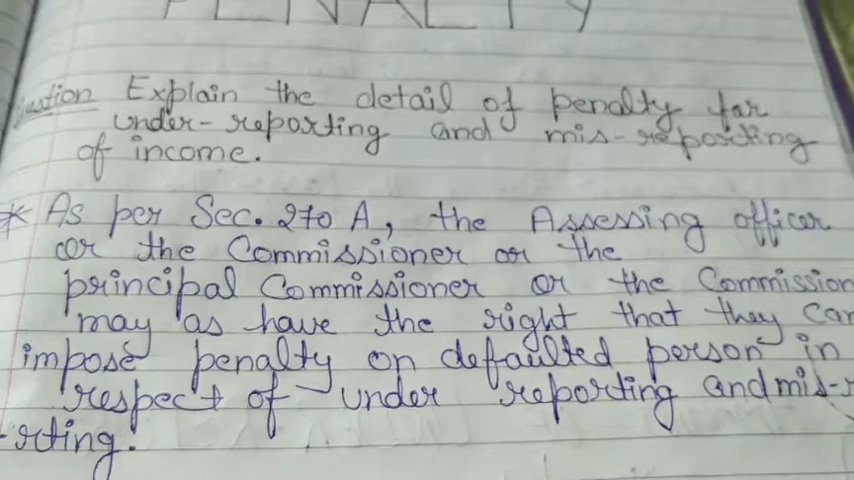 PENALTY
Question Explain the detail of penalty for
under-reporting and mis-reporting
of income.
* As per Sec. 270 A, the Assessing officer
or the Commissioner or the
principal Commissioner or the Commission
may as have the right that they can
impose penalty on defaulted person in
respect of under reporting and mis-r
-rting.